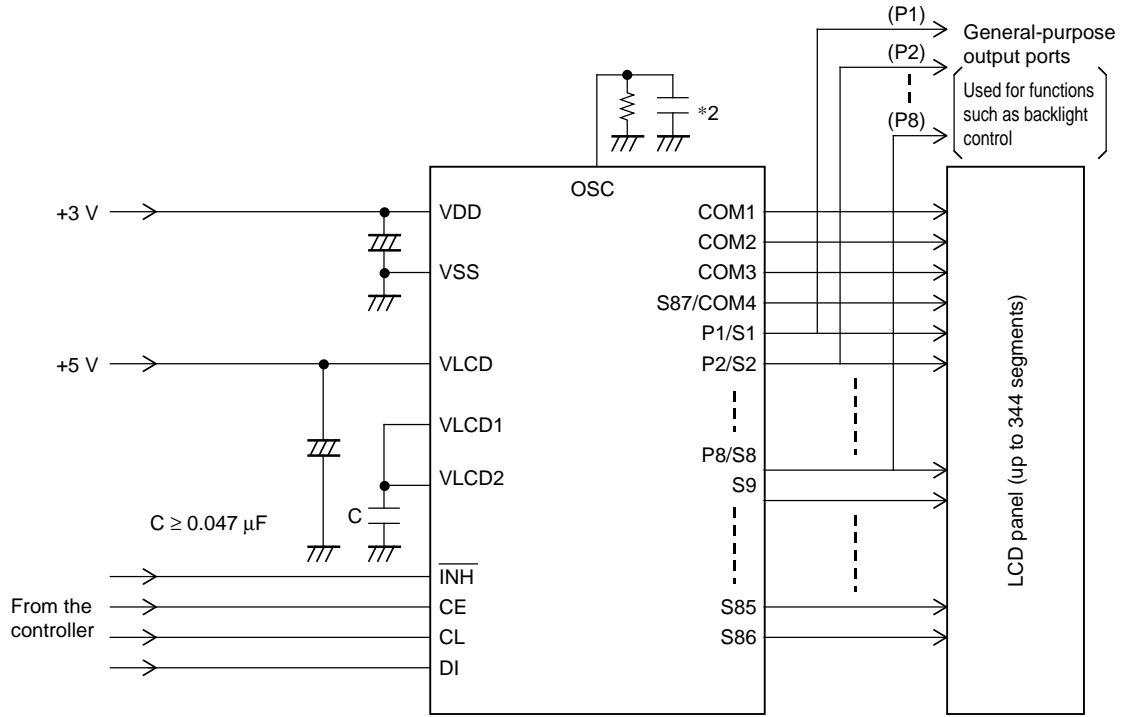 (P1)
General-purpose
output ports
(P2)
Used for functions
such as backlight
control
(P8)
*2
OSC
+3 V
VDD
VSS
+5 V
VLCD
VLCD1
VLCD2
C
C ≥ 0.047 μF
INH
From the
controller
CE
CL
DI
COM1
COM2
COM3
S87/COM4
P1/S1
P2/S2
P8/S8
S9
S85
S86
LCD panel (up to 344 segments)